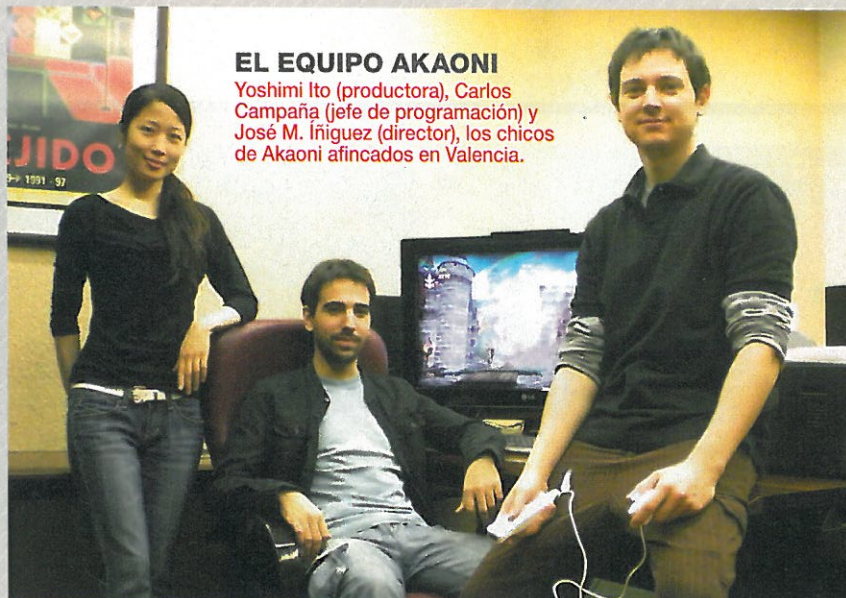 EL EQUIPO AKAONI
Yoshimi Ito (productora), Carlos
Campaña (jefe de programación) y
José M. Íñiguez (director), los chicos
de Akaoni afincados en Valencia.
EJIDO
1991 - 97
LG